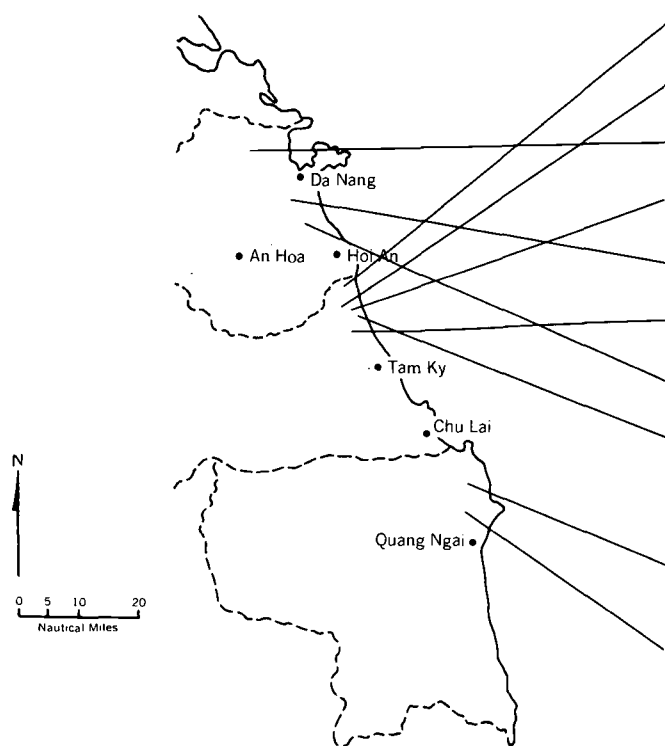 Da Nang
An Hoa
Hoi An
Tam Ky
Chu Lai
N
Quang Ngai
0 5 10 20
Nautical Miles